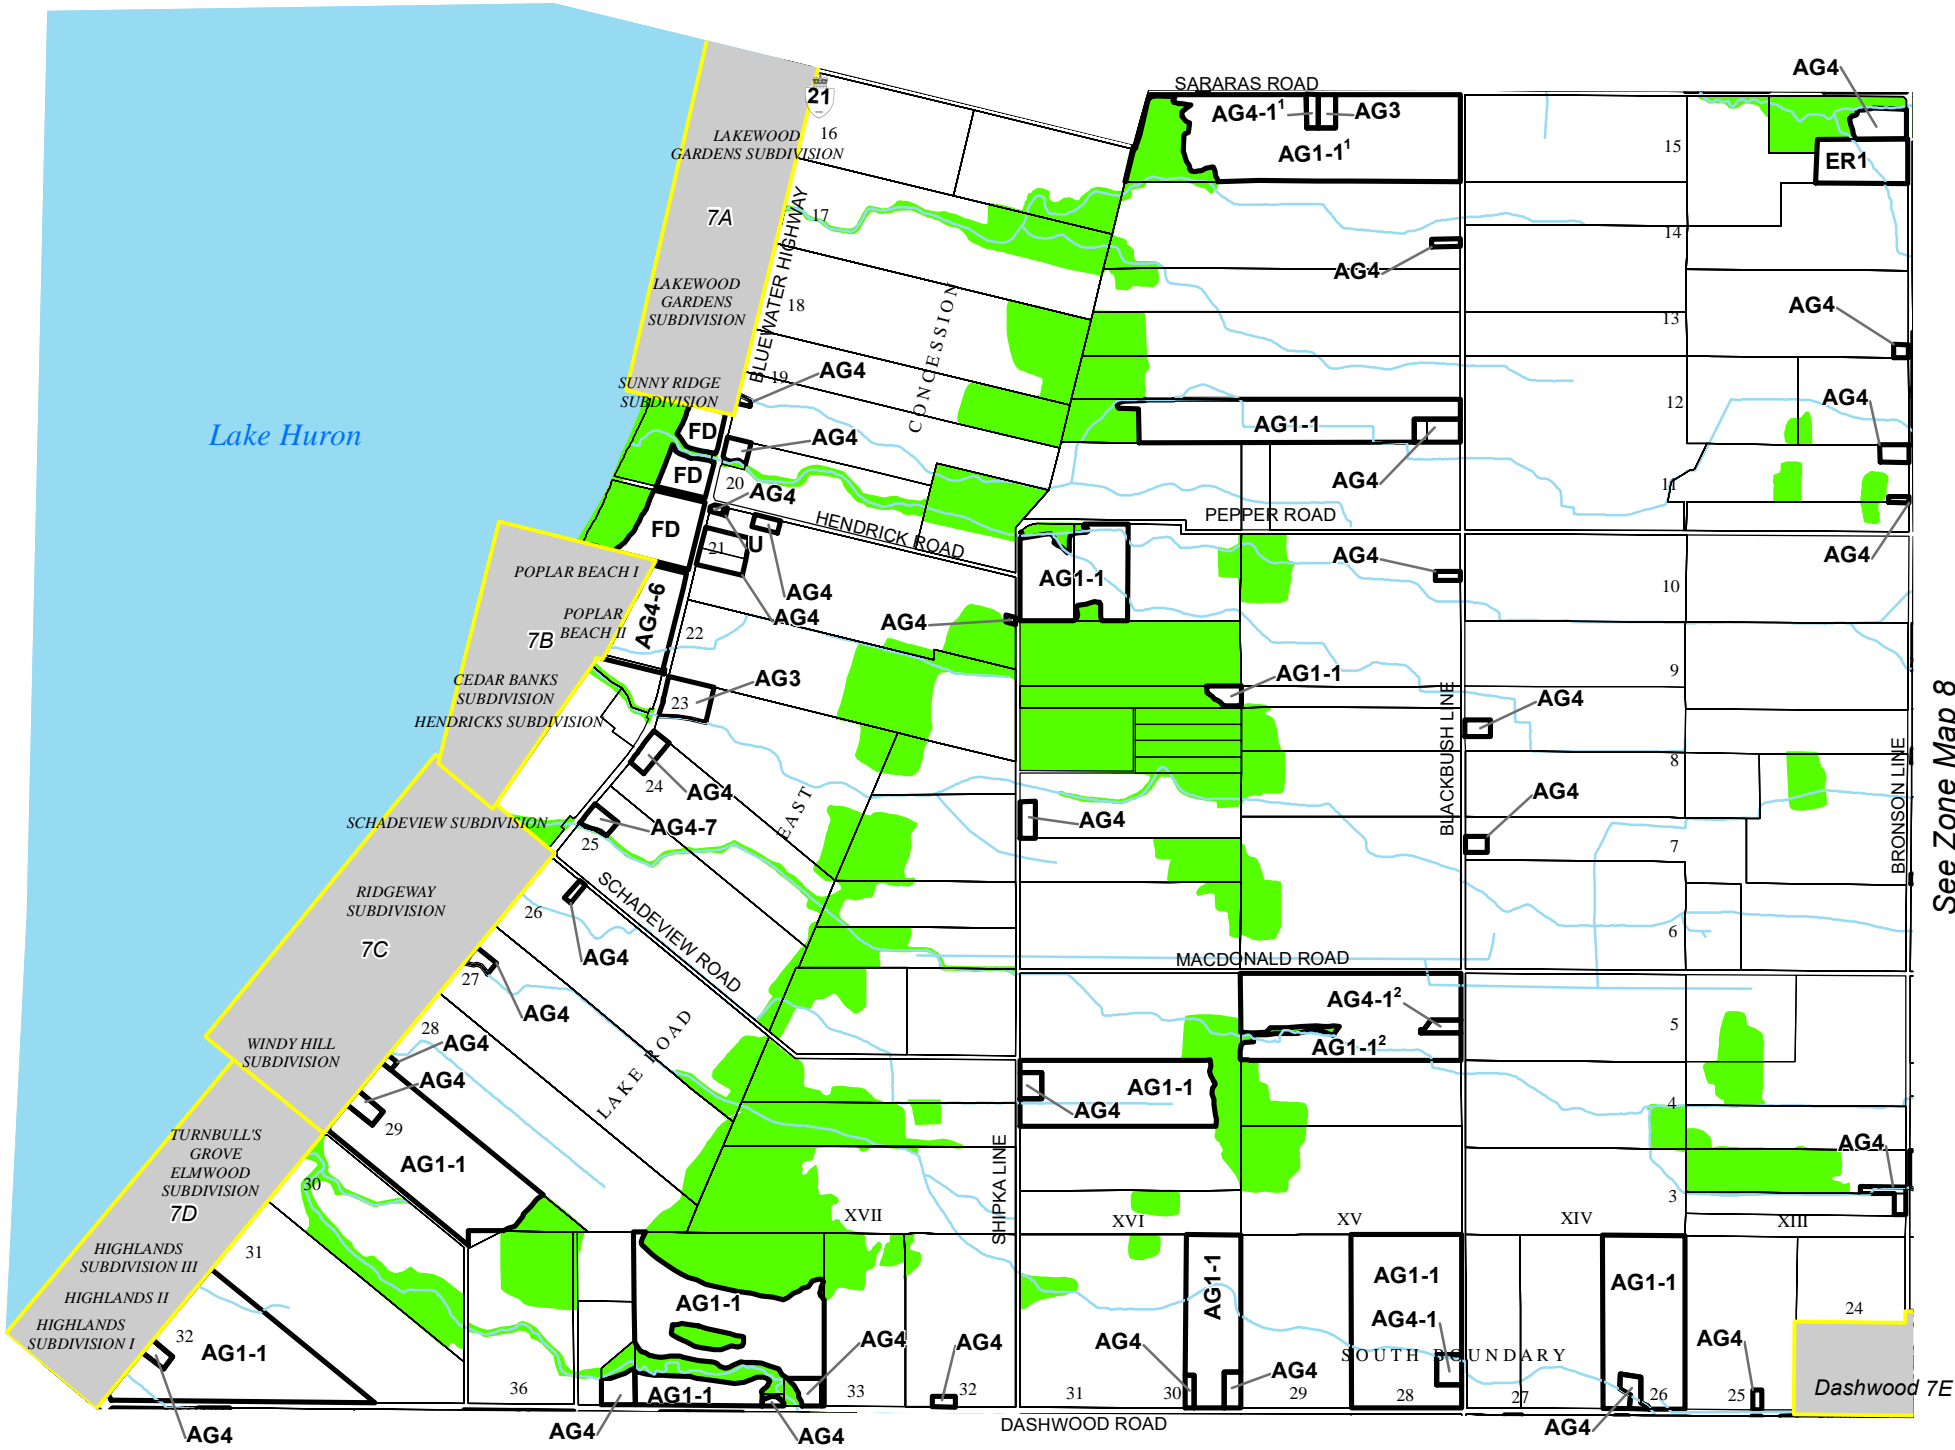 AG4
SARARAS ROAD
21
AG4-1¹
AG3
16
LAKEWOOD
GARDENS SUBDIVISION
AG1-1¹
15
ER1
7A
17
BLUEWATER HIGHWAY
14
AG4
LAKEWOOD
GARDENS
SUBDIVISION
18
CONCESSION
13
AG4
SUNNY RIDGE
SUBDIVISION
19
AG4
12
AG4
Lake Huron
FD
AG4
AG1-1
FD
20
AG4
AG4
11
FD
HENDRICK ROAD
PEPPER ROAD
U
21
AG4
AG4
POPLAR BEACH I
AG1-1
10
AG4
AG4
POPLAR
BEACH II
AG4-6
22
AG4
7B
CEDAR BANKS
SUBDIVISION
AG3
AG1-1
9
23
HENDRICKS SUBDIVISION
AG4
BLACKBUSH LINE
BRONSON LINE
See Zone Map 8
8
24
AG4
AG4
SCHADEVIEW SUBDIVISION
AG4-7
EAST
AG4
25
7
RIDGEWAY
SUBDIVISION
SCHADEVIEW ROAD
26
6
7C
AG4
MACDONALD ROAD
27
AG4
AG4-1²
5
28
WINDY HILL
SUBDIVISION
AG4
LAKE ROAD
AG1-1²
AG4
AG1-1
AG4
4
TURNBULL'S
GROVE
ELMWOOD
SUBDIVISION
29
AG1-1
SHIPKA LINE
AG4
30
3
7D
XVII
XVI
XV
XIV
XIII
HIGHLANDS
SUBDIVISION III
31
AG1-1
AG1-1
AG1-1
HIGHLANDS II
AG1-1
24
HIGHLANDS
SUBDIVISION I
32
AG1-1
AG4-1
AG4
AG4
AG4
AG4
AG4
SOUTH BOUNDARY
36
AG1-1
33
32
31
30
29
28
27
26
25
Dashwood 7E
AG4
AG4
AG4
DASHWOOD ROAD
AG4